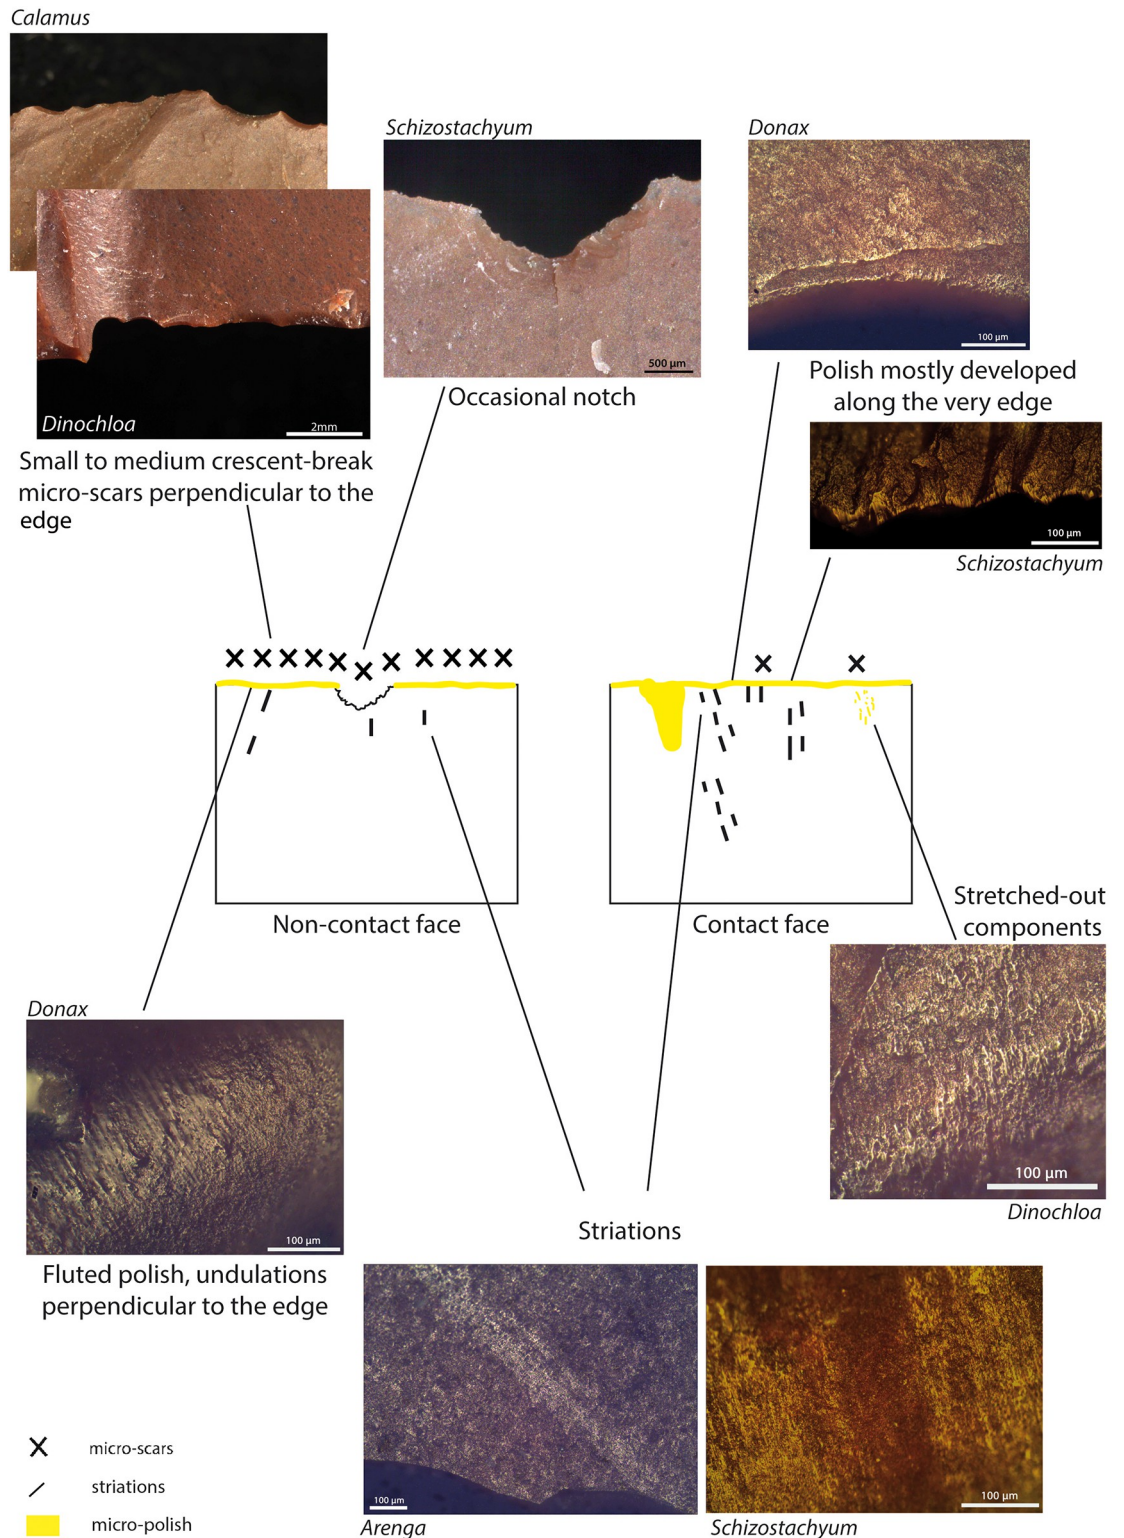 Calamus
Schizostachyum
Donax
500 µm
100 µm
Dinochloa
2mm
Occasional notch
Polish mostly developed
along the very edge
Small to medium crescent-break
micro-scars perpendicular to the
edge
100 µm
Schizostachyum
Non-contact face
Contact face
Stretched-out
components
Donax
100 µm
Dinochloa
100 µm
Striations
Fluted polish, undulations
perpendicular to the edge
micro-scars
striations
micro-polish
100 µm
Arenga
100 µm
Schizostachyum